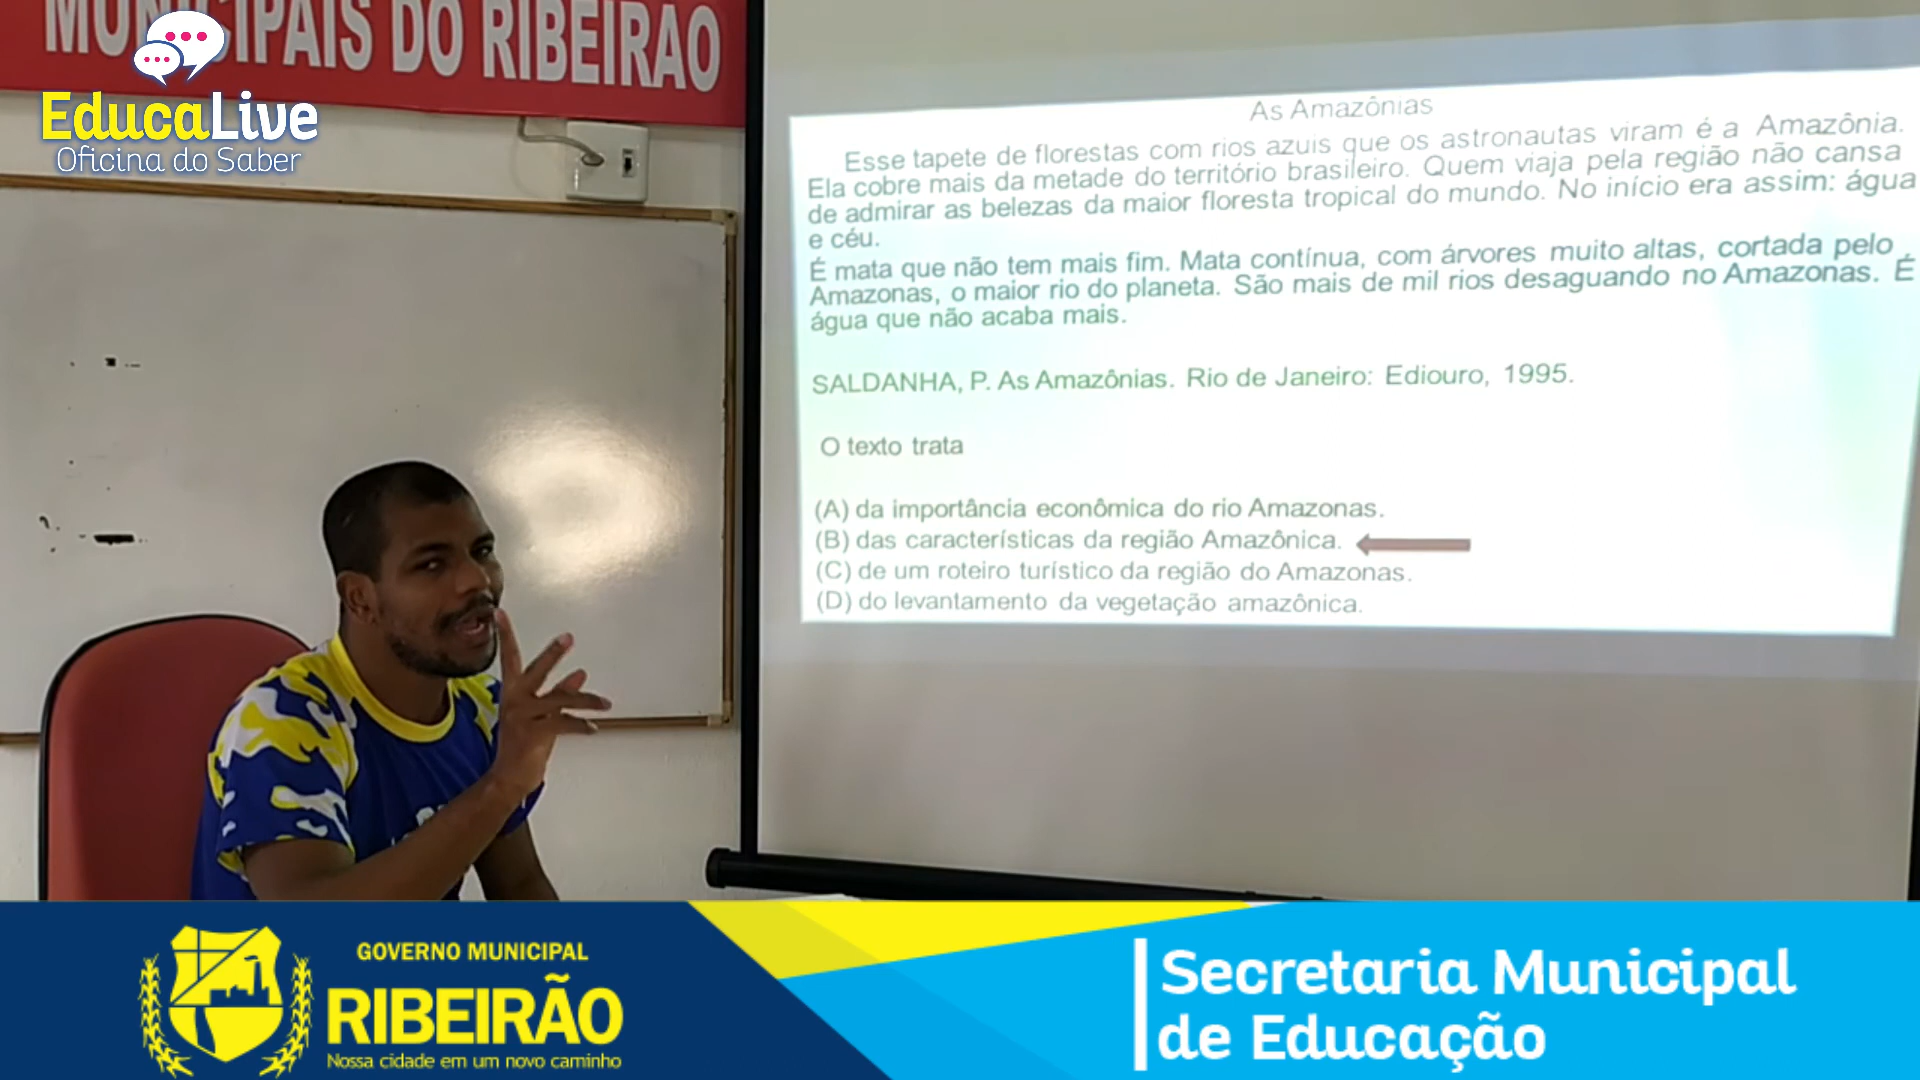 MUNICIPAIS DO RIBEIRAO
EducaLive
Oficina do Saber
As Amazônias
Esse tapete de florestas com rios azuis que os astronautas viram é a Amazônia.
Ela cobre mais da metade do território brasileiro. Quem viaja pela região não cansa
de admirar as belezas da maior floresta tropical do mundo. No início era assim: água
e céu.
É mata que não tem mais fim. Mata contínua, com árvores muito altas, cortada pelo
Amazonas, o maior rio do planeta. São mais de mil rios desaguando no Amazonas. É
água que não acaba mais.
SALDANHA, P. As Amazônias. Rio de Janeiro: Ediouro, 1995.
O texto trata
(A) da importância econômica do rio Amazonas.
(B) das características da região Amazônica.
(C) de um roteiro turístico da região do Amazonas.
(D) do levantamento da vegetação amazônica.
GOVERNO MUNICIPAL
RIBEIRÃO
Nossa cidade em um novo caminho
Secretaria Municipal
de Educação